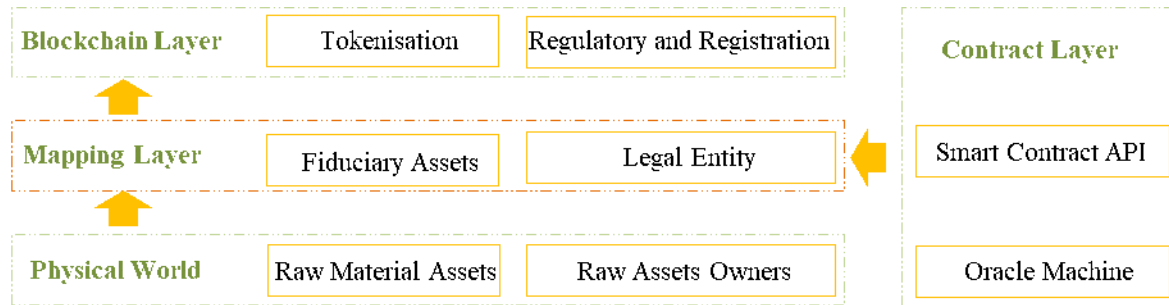 Blockchain Layer
Tokenisation
Regulatory and Registration
Mapping Layer
Fiduciary Assets
Legal Entity
Physical World
Raw Material Assets
Raw Assets Owners
Contract Layer
Smart Contract API
Oracle Machine